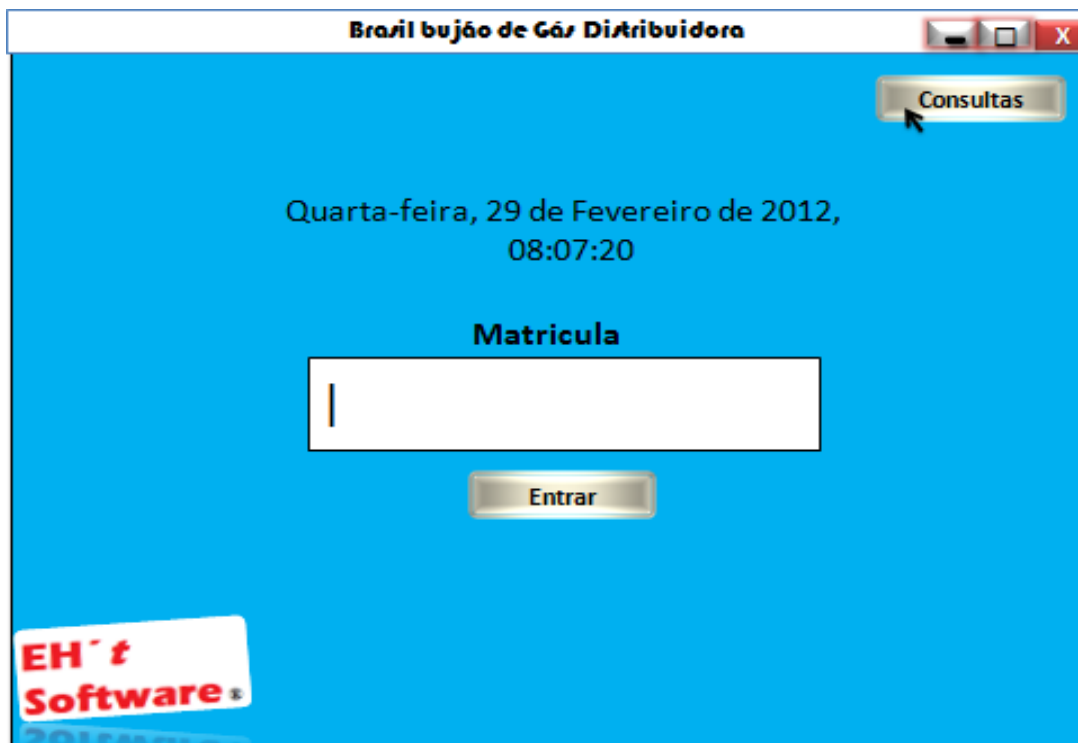 Brasil bujão de Gás Distribuidora
X
Consultas
Quarta-feira, 29 de Fevereiro de 2012,
08:07:20
Matricula
Entrar
EH´t
Software®